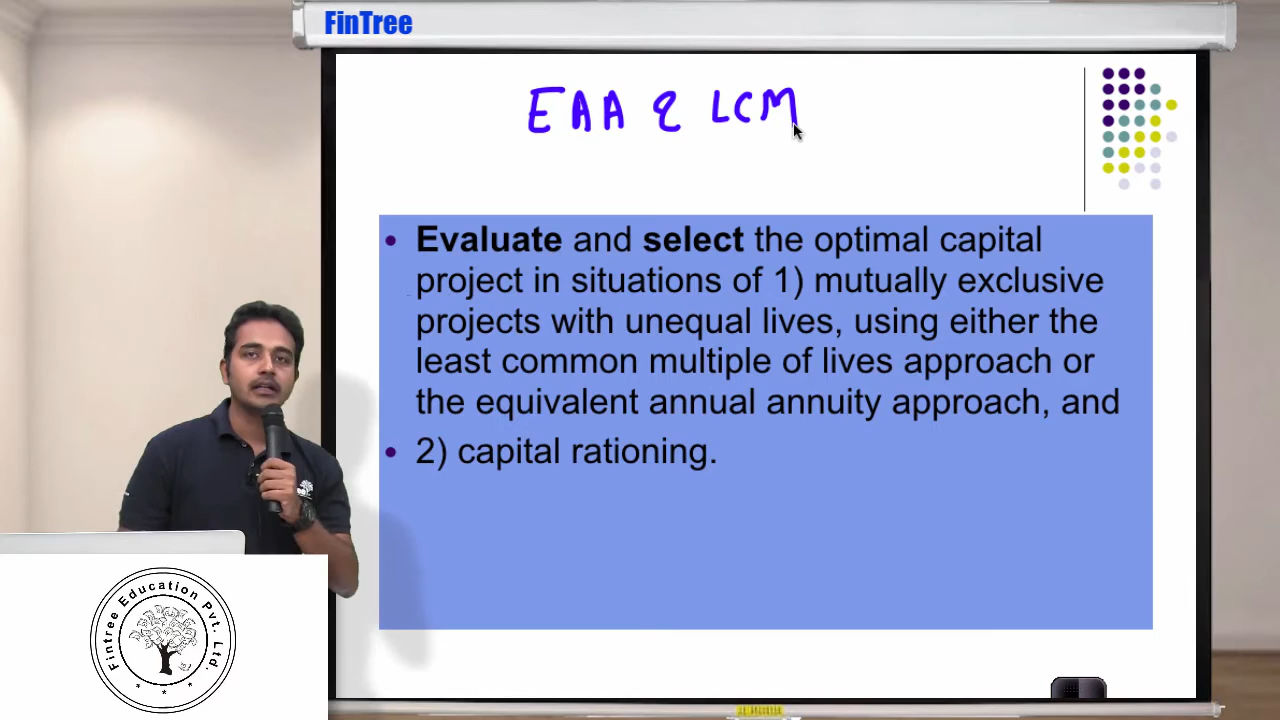 FinTree
EAA & LCM
• Evaluate and select the optimal capital
project in situations of 1) mutually exclusive
projects with unequal lives, using either the
least common multiple of lives approach or
the equivalent annual annuity approach, and
• 2) capital rationing.
Fintree Education Pvt. Ltd.